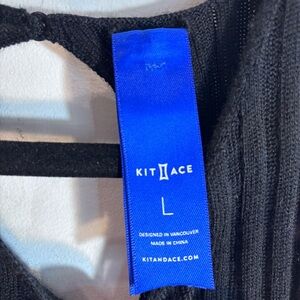 KIT ACE
L
DESIGNED IN VANCOUVER
MADE IN CHINA
KITANDACE.COM